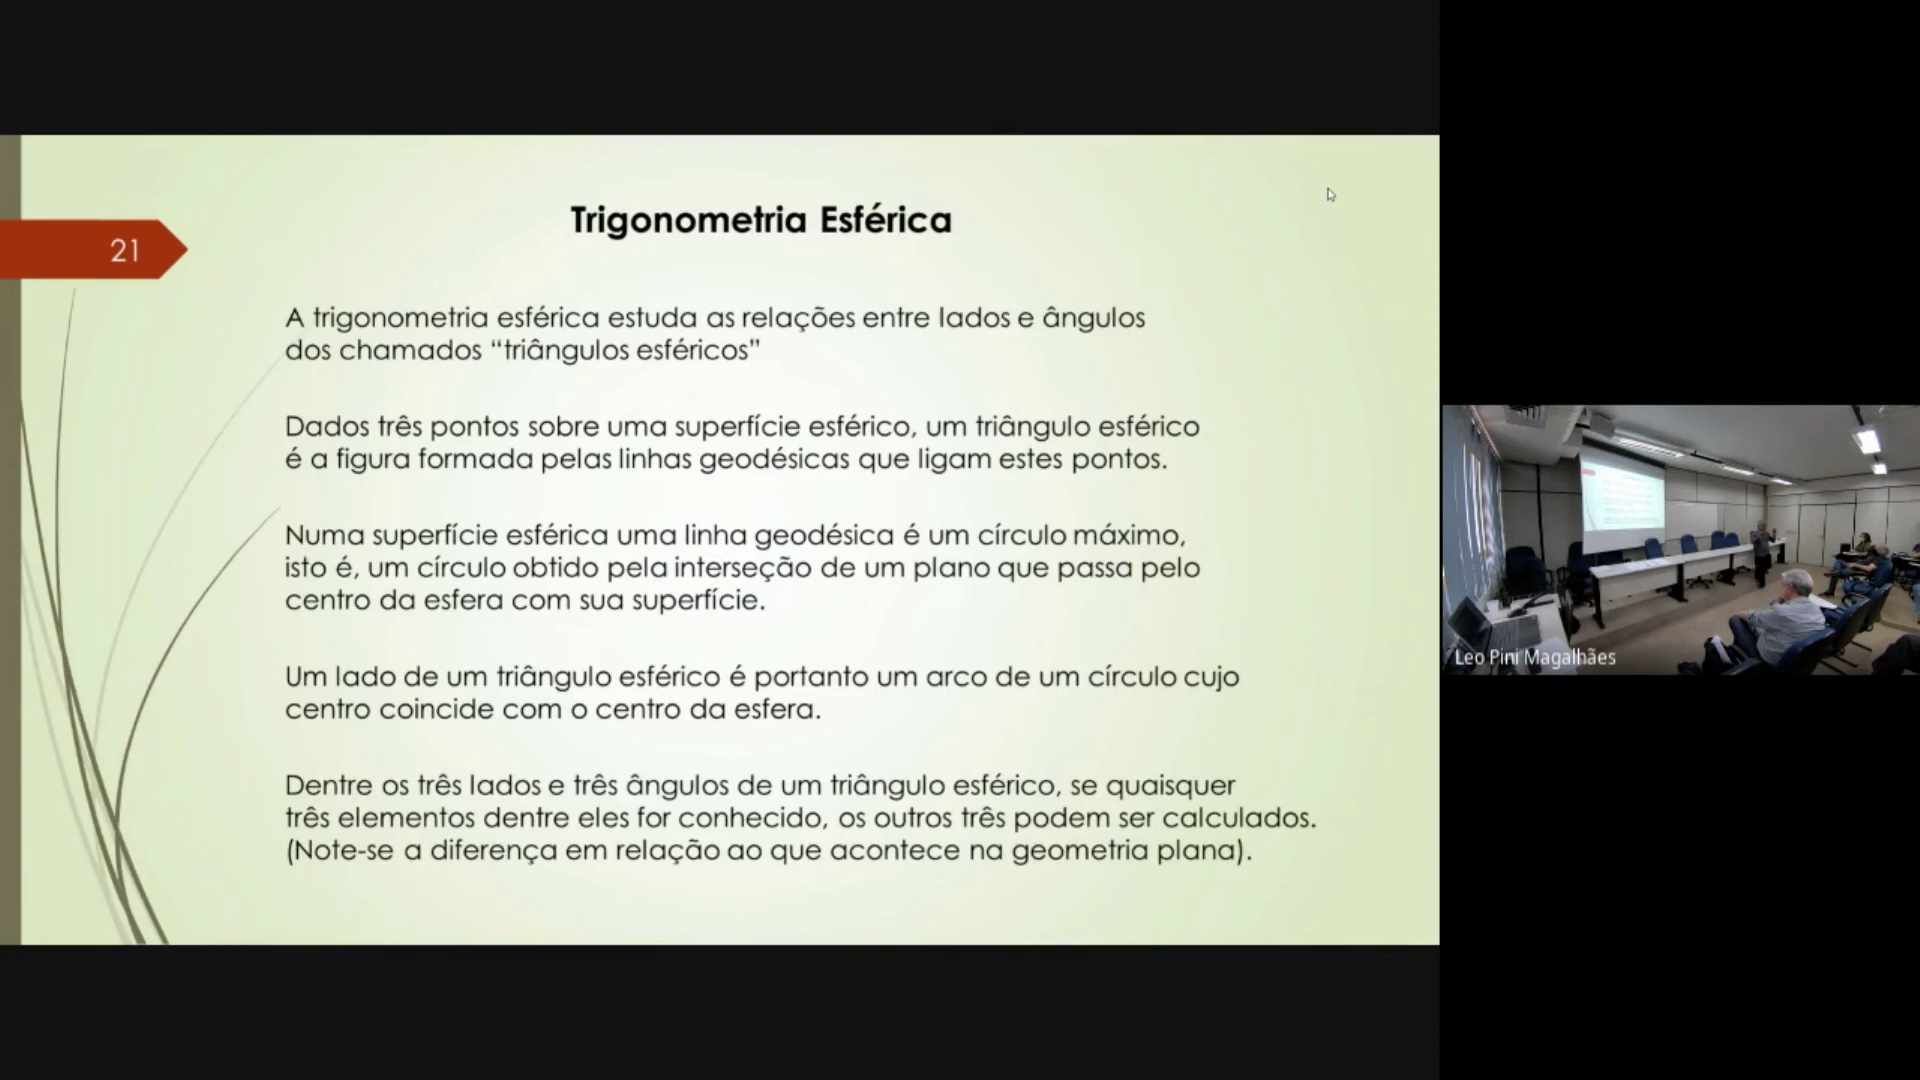 Trigonometria Esférica
21
A trigonometria esférica estuda as relações entre lados e ângulos
dos chamados “triângulos esféricos”
Dados três pontos sobre uma superfície esférico, um triângulo esférico
é a figura formada pelas linhas geodésicas que ligam estes pontos.
Numa superfície esférica uma linha geodésica é um círculo máximo,
isto é, um círculo obtido pela interseção de um plano que passa pelo
centro da esfera com sua superfície.
Um lado de um triângulo esférico é portanto um arco de um círculo cujo
centro coincide com o centro da esfera.
Dentre os três lados e três ângulos de um triângulo esférico, se quaisquer
três elementos dentre eles for conhecido, os outros três podem ser calculados.
(Note-se a diferença em relação ao que acontece na geometria plana).
Leo Pini Magalhães